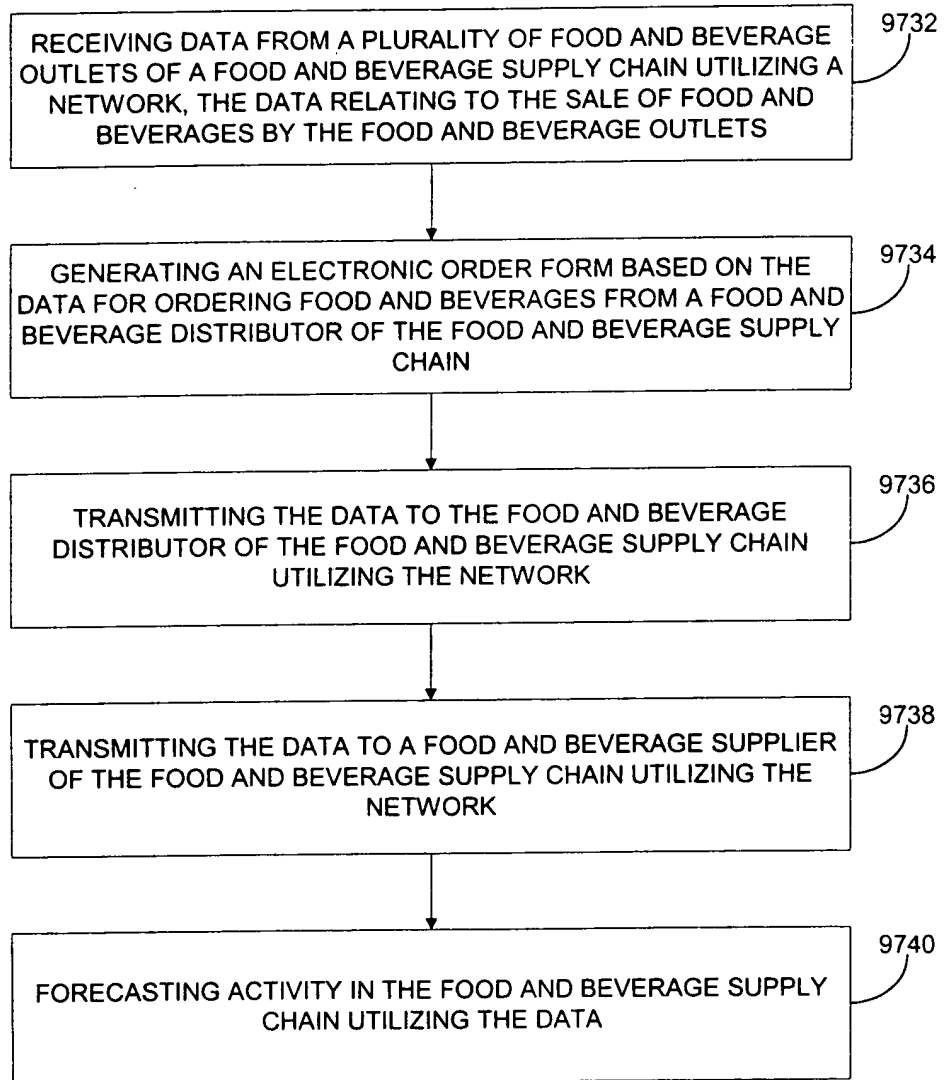 9732
RECEIVING DATA FROM A PLURALITY OF FOOD AND BEVERAGE
OUTLETS OF A FOOD AND BEVERAGE SUPPLY CHAIN UTILIZING A
NETWORK, THE DATA RELATING TO THE SALE OF FOOD AND
BEVERAGES BY THE FOOD AND BEVERAGE OUTLETS
9734
GENERATING AN ELECTRONIC ORDER FORM BASED ON THE
DATA FOR ORDERING FOOD AND BEVERAGES FROM A FOOD AND
BEVERAGE DISTRIBUTOR OF THE FOOD AND BEVERAGE SUPPLY
CHAIN
9736
TRANSMITTING THE DATA TO THE FOOD AND BEVERAGE
DISTRIBUTOR OF THE FOOD AND BEVERAGE SUPPLY CHAIN
UTILIZING THE NETWORK
9738
TRANSMITTING THE DATA TO A FOOD AND BEVERAGE SUPPLIER
OF THE FOOD AND BEVERAGE SUPPLY CHAIN UTILIZING THE
NETWORK
9740
FORECASTING ACTIVITY IN THE FOOD AND BEVERAGE SUPPLY
CHAIN UTILIZING THE DATA